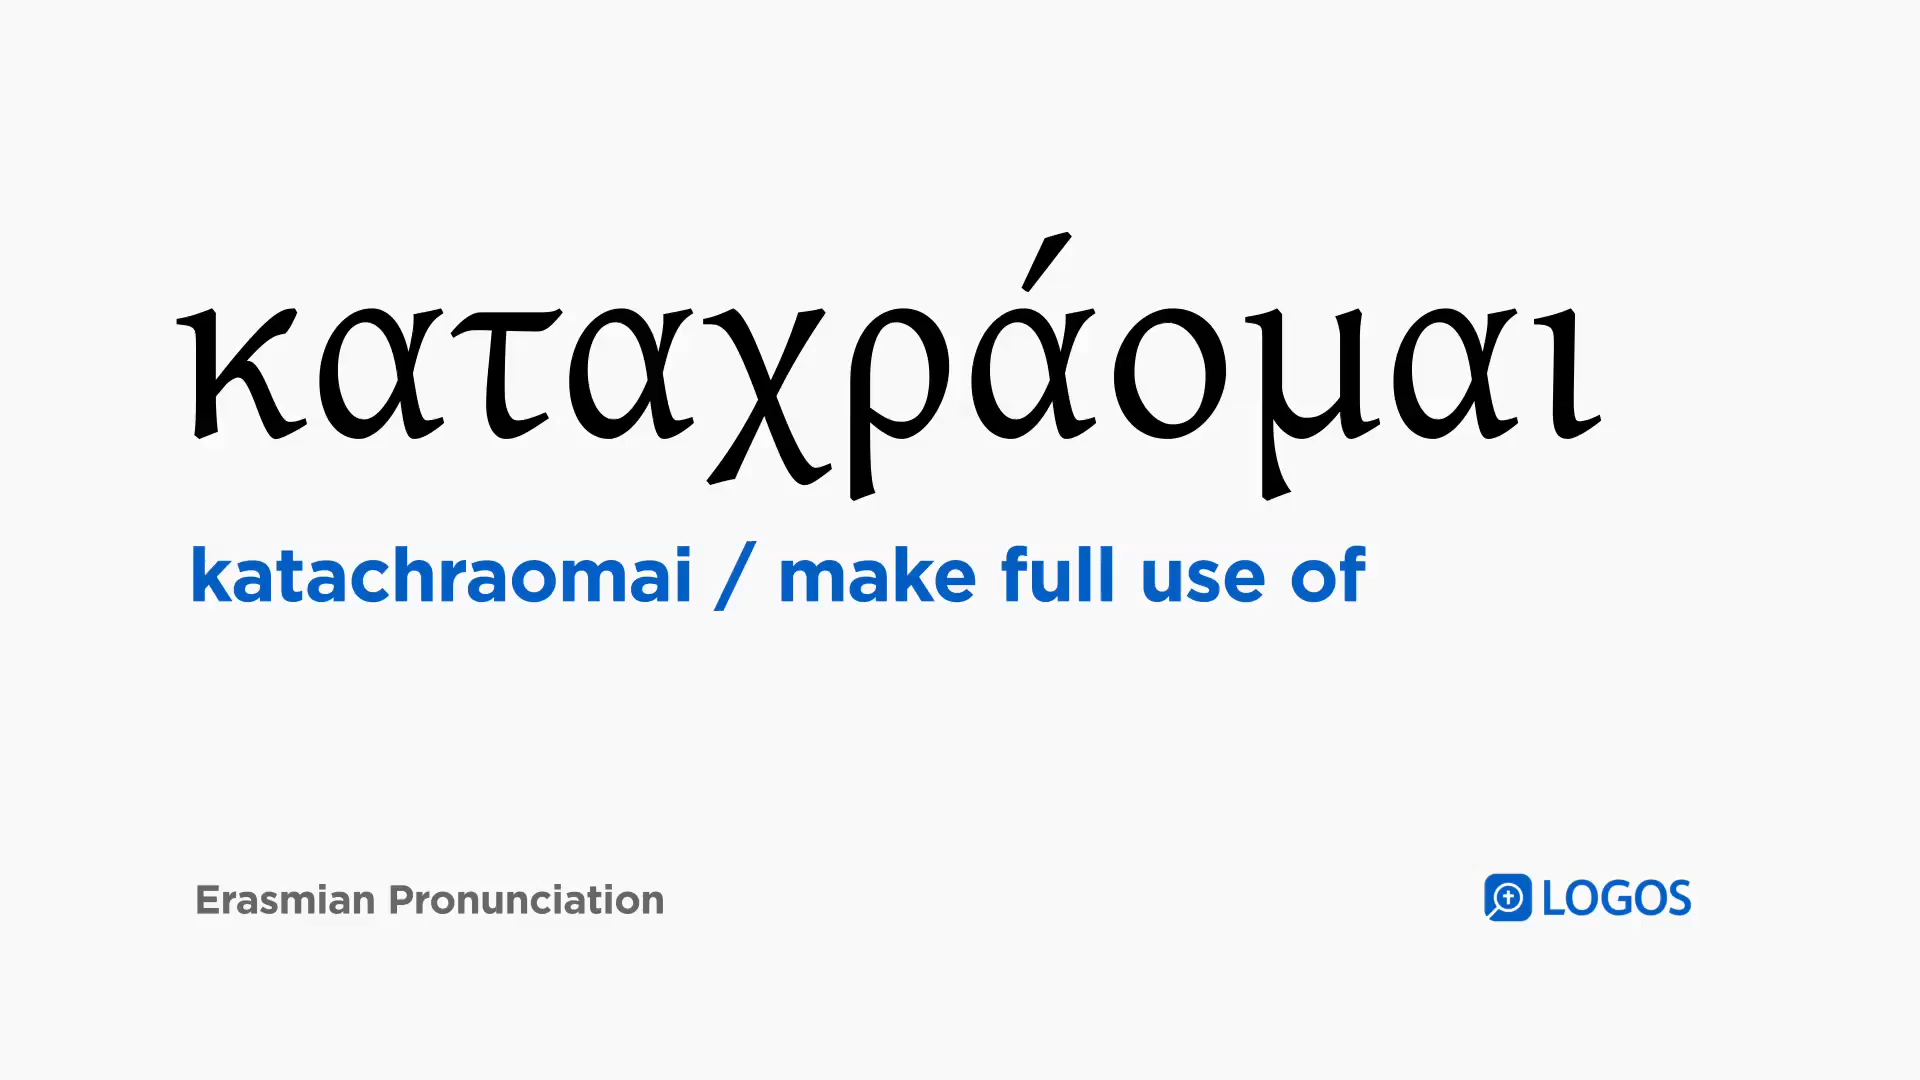 καταχράομαι
katachraomai / make full use of
Erasmian Pronunciation
LOGOS